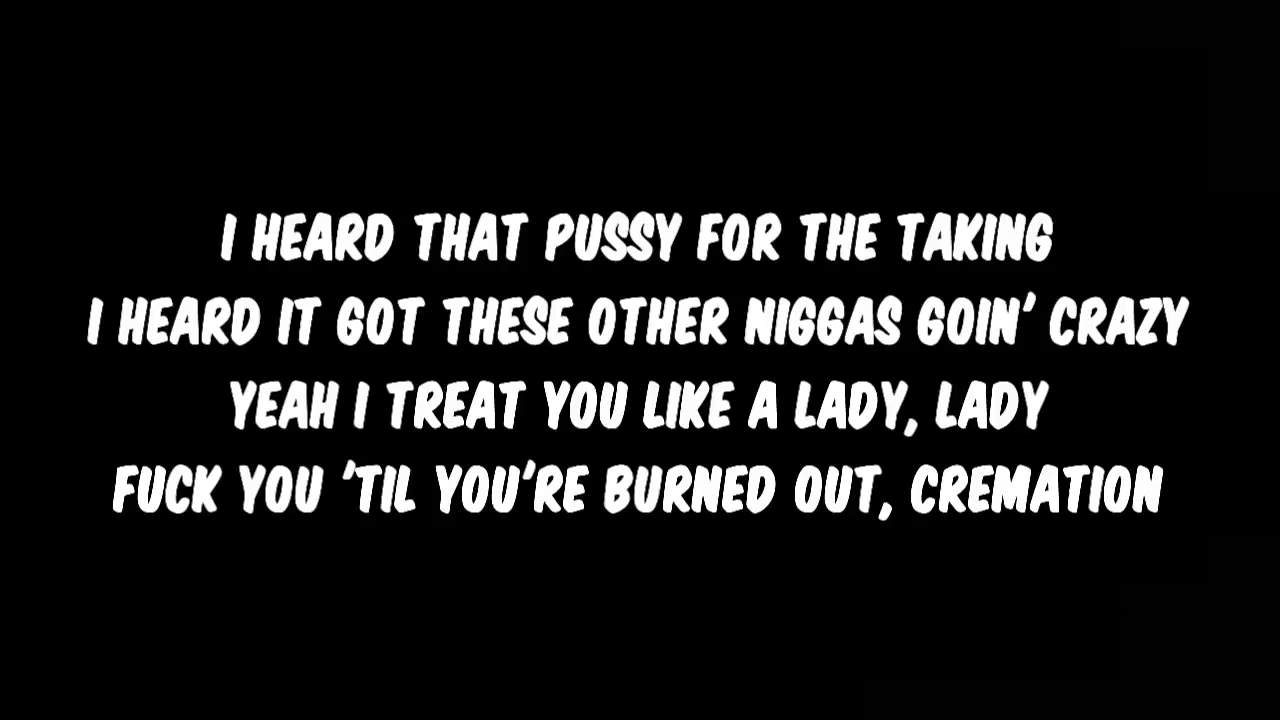 I HEARD THAT PUSSY FOR THE TAKING
I HEARD IT GOT THESE OTHER NIGGAS GOIN' CRAZY
YEAH I TREAT YOU LIKE A LADY, LADY
FUCK YOU 'TIL YOU'RE BURNED OUT, CREMATION